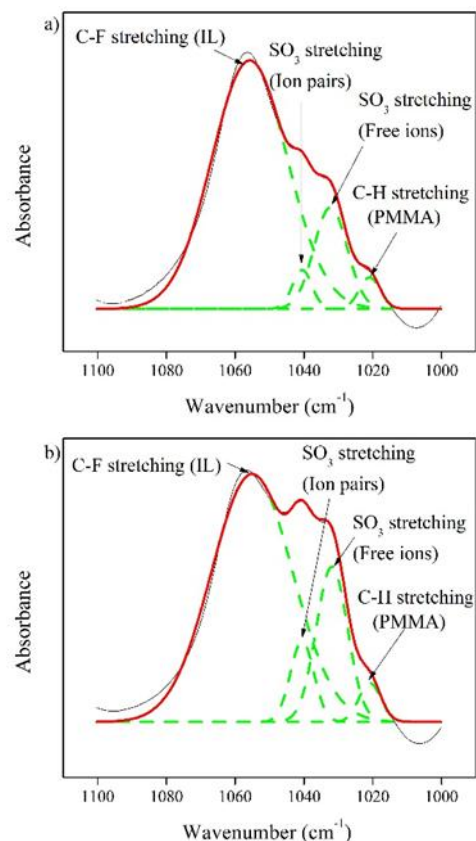 a)
C-F stretching (IL)
SO₃ stretching
(Ion pairs)
SO₃ stretching
(Free ions)
C-H stretching
(PMMA)
Absorbance
1100 1080 1060 1040 1020 1000
Wavenumber (cm⁻¹)
b)
C-F stretching (IL)
SO₃ stretching
(Ion pairs)
SO₃ stretching
(Free ions)
C-H stretching
(PMMA)
Absorbance
1100 1080 1060 1040 1020 1000
Wavenumber (cm⁻¹)